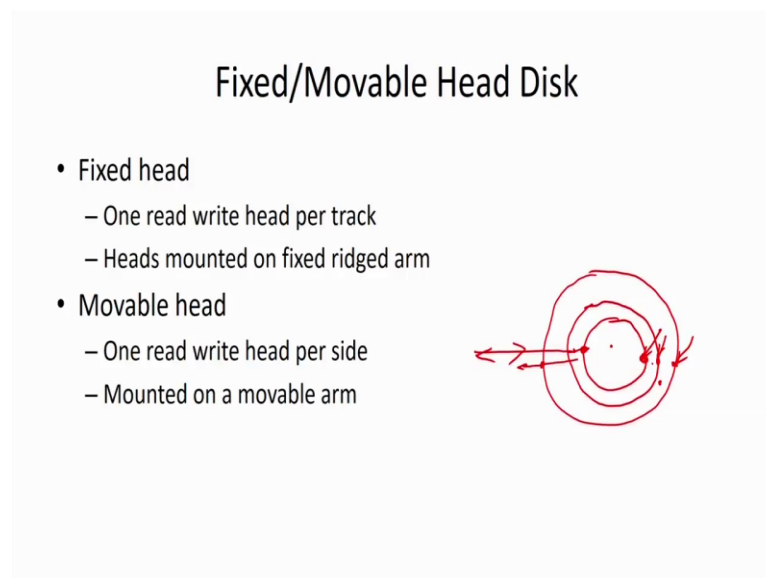 Fixed/Movable Head Disk
• Fixed head
– One read write head per track
– Heads mounted on fixed ridged arm
• Movable head
– One read write head per side
– Mounted on a movable arm